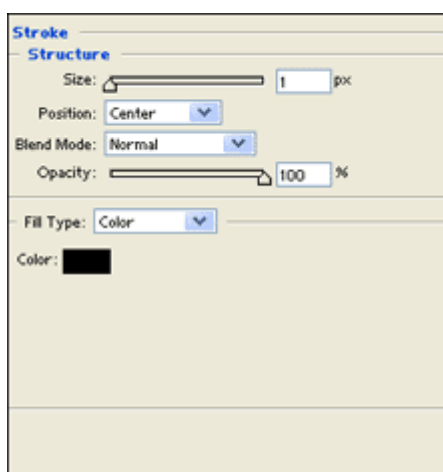 Stroke
Structure
Size: 1 px
Position: Center
Blend Mode: Normal
Opacity: 100 %
Fill Type: Color
Color: